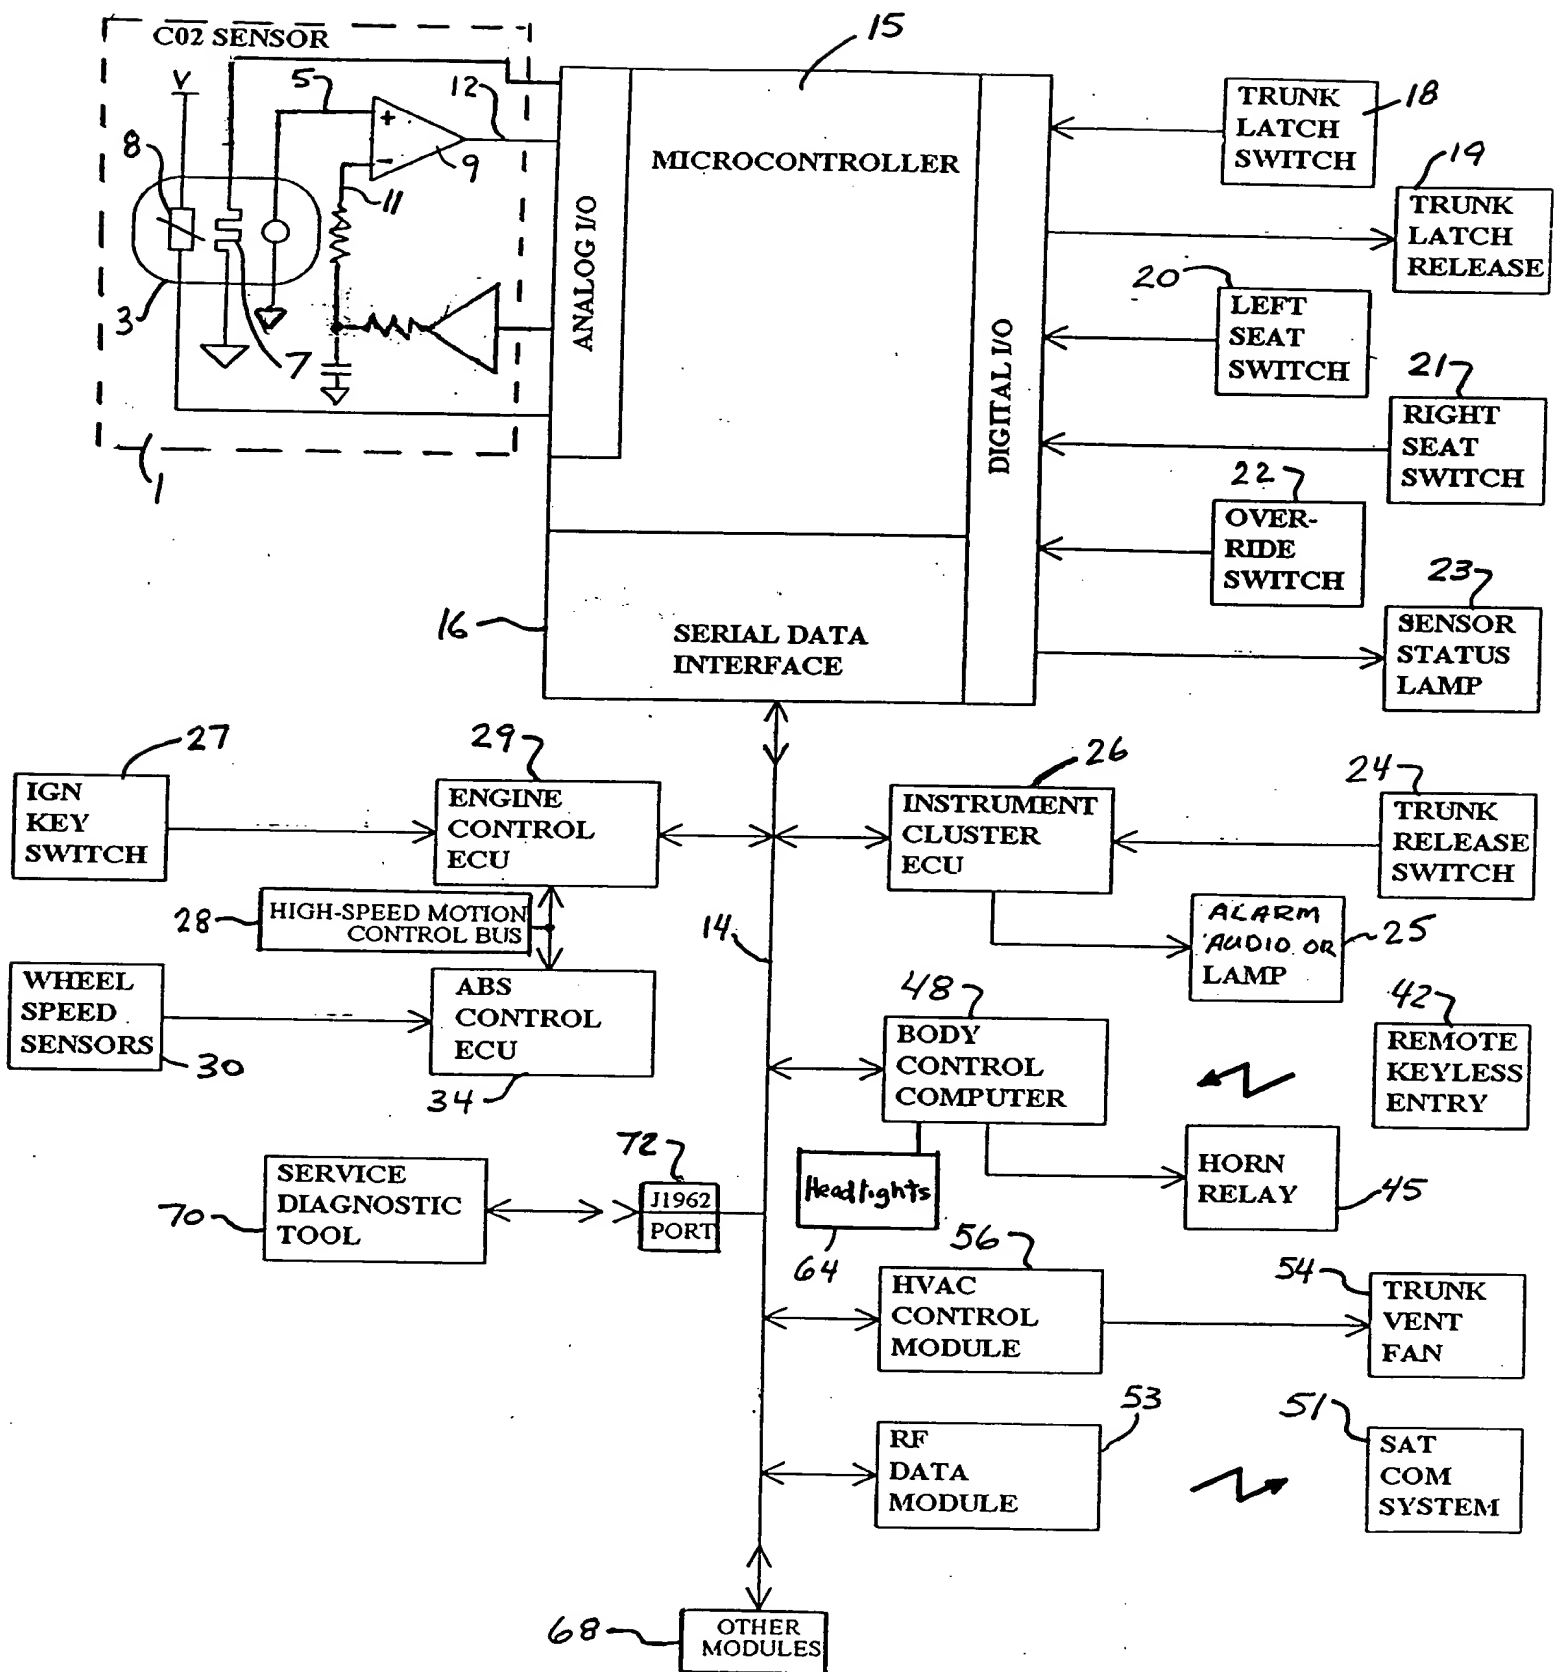 C02 SENSOR
15
V
5
12
+
-
9
8
11
3
7
1
ANALOG I/O
MICROCONTROLLER
DIGITAL I/O
16
SERIAL DATA
INTERFACE
TRUNK
LATCH
SWITCH
18
19
TRUNK
LATCH
RELEASE
20
LEFT
SEAT
SWITCH
21
RIGHT
SEAT
SWITCH
22
OVER-
RIDE
SWITCH
23
SENSOR
STATUS
LAMP
27
IGN
KEY
SWITCH
29
ENGINE
CONTROL
ECU
26
INSTRUMENT
CLUSTER
ECU
24
TRUNK
RELEASE
SWITCH
28
HIGH-SPEED MOTION
CONTROL BUS
14
ALARM
AUDIO OR
LAMP
25
WHEEL
SPEED
SENSORS
30
ABS
CONTROL
ECU
34
48
BODY
CONTROL
COMPUTER
42
REMOTE
KEYLESS
ENTRY
70
SERVICE
DIAGNOSTIC
TOOL
72
J1962
PORT
Headlights
64
HORN
RELAY
45
56
HVAC
CONTROL
MODULE
54
TRUNK
VENT
FAN
53
RF
DATA
MODULE
51
SAT
COM
SYSTEM
68
OTHER
MODULES